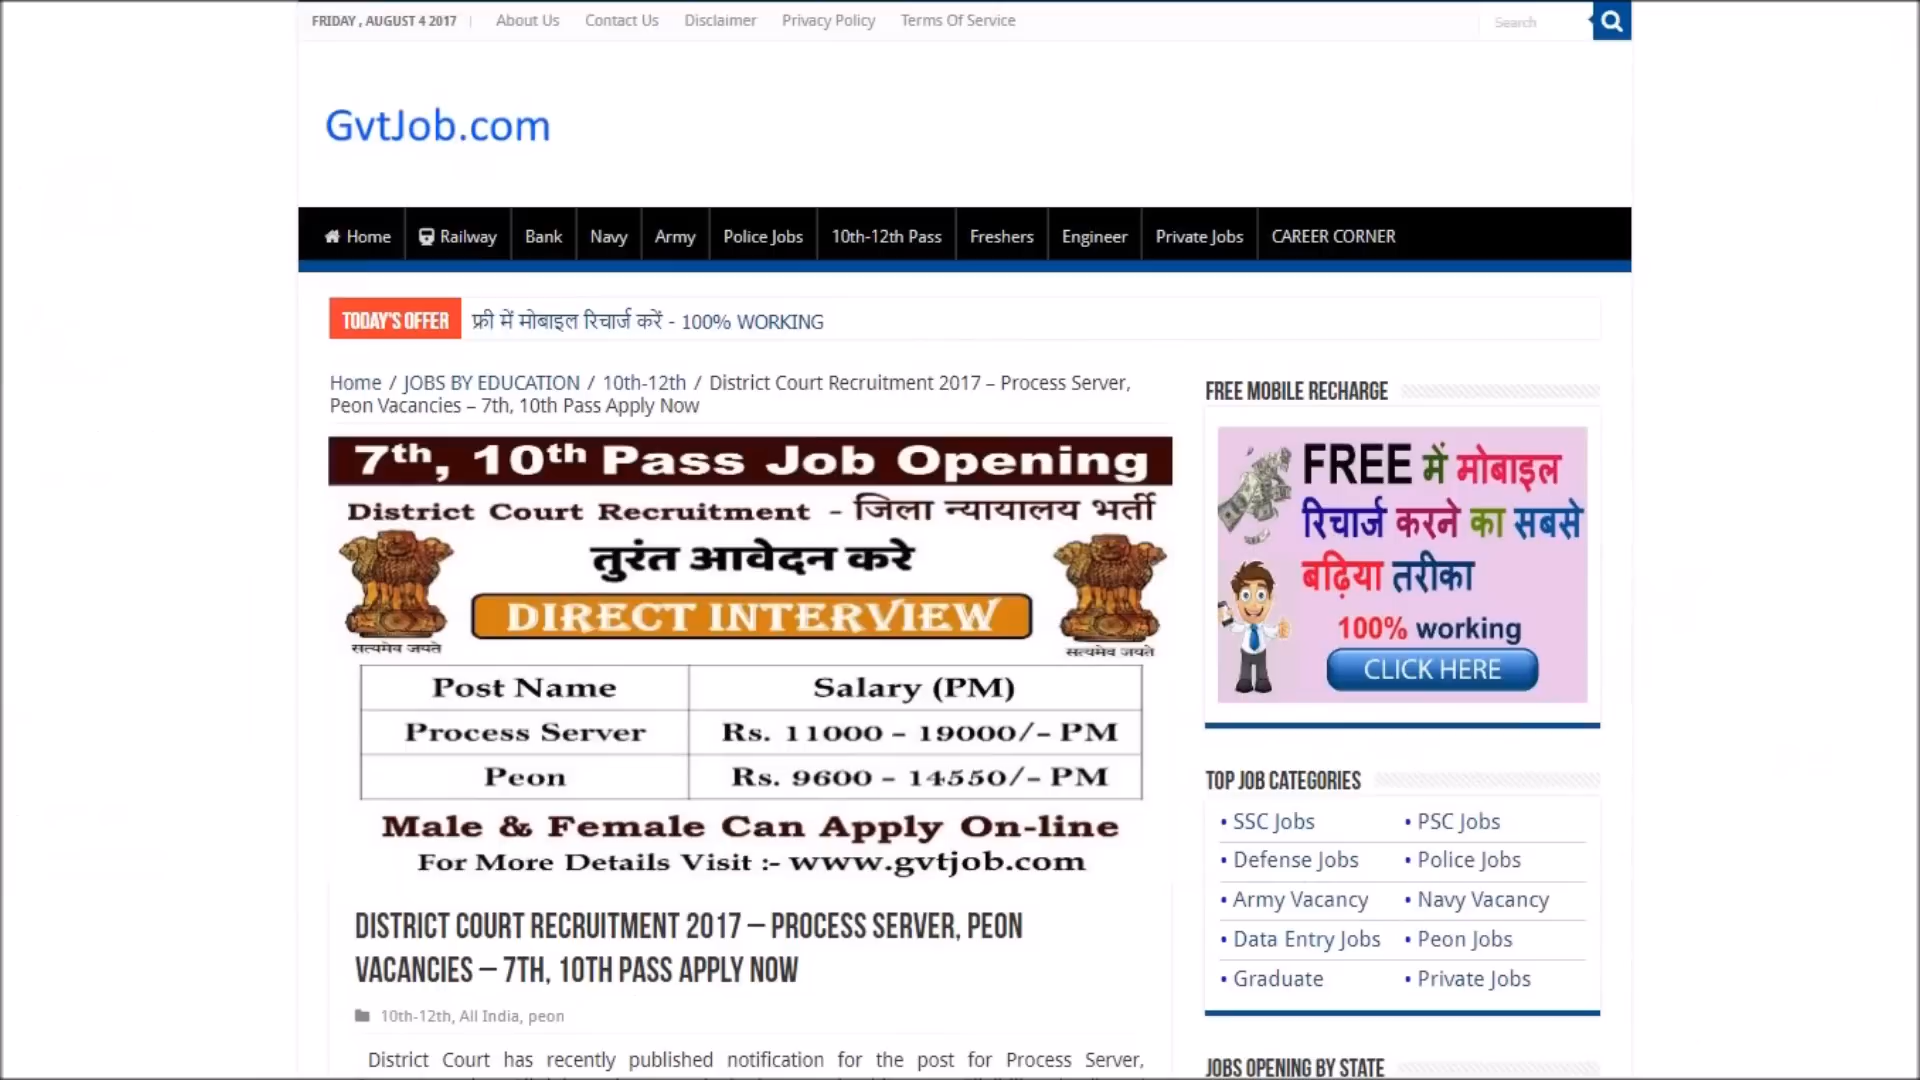 FRIDAY , AUGUST 4 2017
About Us
Contact Us
Disclaimer
Privacy Policy
Terms Of Service
Search
GvtJob.com
Home
Railway
Bank
Navy
Army
Police Jobs
10th-12th Pass
Freshers
Engineer
Private Jobs
CAREER CORNER
TODAY'S OFFER
फ्री में मोबाइल रिचार्ज करें - 100% WORKING
Home / JOBS BY EDUCATION / 10th-12th / District Court Recruitment 2017 – Process Server,
Peon Vacancies – 7th, 10th Pass Apply Now
7th, 10th Pass Job Opening
District Court Recruitment - जिला न्यायालय भर्ती
तुरंत आवेदन करे
DIRECT INTERVIEW
सत्यमेव जयते
सत्यमेव जयते
Post Name
Salary (PM)
Process Server
Rs. 11000 - 19000/- PM
Peon
Rs. 9600 - 14550/- PM
Male & Female Can Apply On-line
For More Details Visit :- www.gvtjob.com
DISTRICT COURT RECRUITMENT 2017 – PROCESS SERVER, PEON
VACANCIES – 7TH, 10TH PASS APPLY NOW
10th-12th, All India, peon
District Court has recently published notification for the post for Process Server,
FREE MOBILE RECHARGE
FREE में मोबाइल
रिचार्ज करने का सबसे
बढ़िया तरीका
100% working
CLICK HERE
TOP JOB CATEGORIES
• SSC Jobs
• PSC Jobs
• Defense Jobs
• Police Jobs
• Army Vacancy
• Navy Vacancy
• Data Entry Jobs
• Peon Jobs
• Graduate
• Private Jobs
JOBS OPENING BY STATE